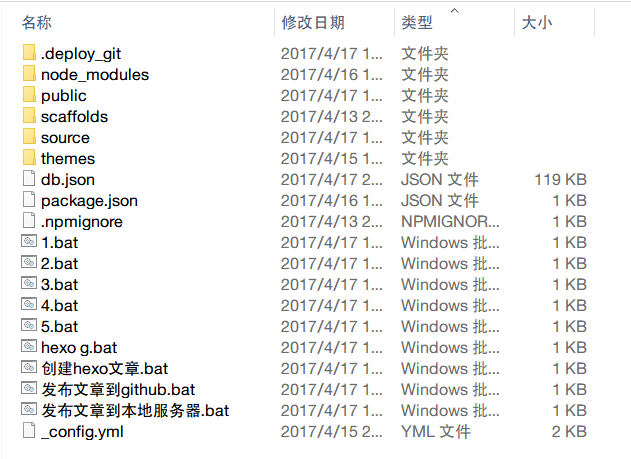 名称 修改日期 类型 大小
.deploy_git 2017/4/17 1... 文件夹
node_modules 2017/4/16 1... 文件夹
public 2017/4/17 1... 文件夹
scaffolds 2017/4/13 2... 文件夹
source 2017/4/17 1... 文件夹
themes 2017/4/15 1... 文件夹
db.json 2017/4/17 2... JSON 文件 119 KB
package.json 2017/4/16 1... JSON 文件 1 KB
.npmignore 2017/4/13 2... NPMIGNOR... 1 KB
1.bat 2017/4/17 1... Windows 批... 1 KB
2.bat 2017/4/17 1... Windows 批... 1 KB
3.bat 2017/4/17 1... Windows 批... 1 KB
4.bat 2017/4/17 1... Windows 批... 1 KB
5.bat 2017/4/17 1... Windows 批... 1 KB
hexo g.bat 2017/4/17 1... Windows 批... 1 KB
创建hexo文章.bat 2017/4/17 1... Windows 批... 1 KB
发布文章到github.bat 2017/4/17 1... Windows 批... 1 KB
发布文章到本地服务器.bat 2017/4/17 1... Windows 批... 1 KB
_config.yml 2017/4/15 2... YML 文件 2 KB